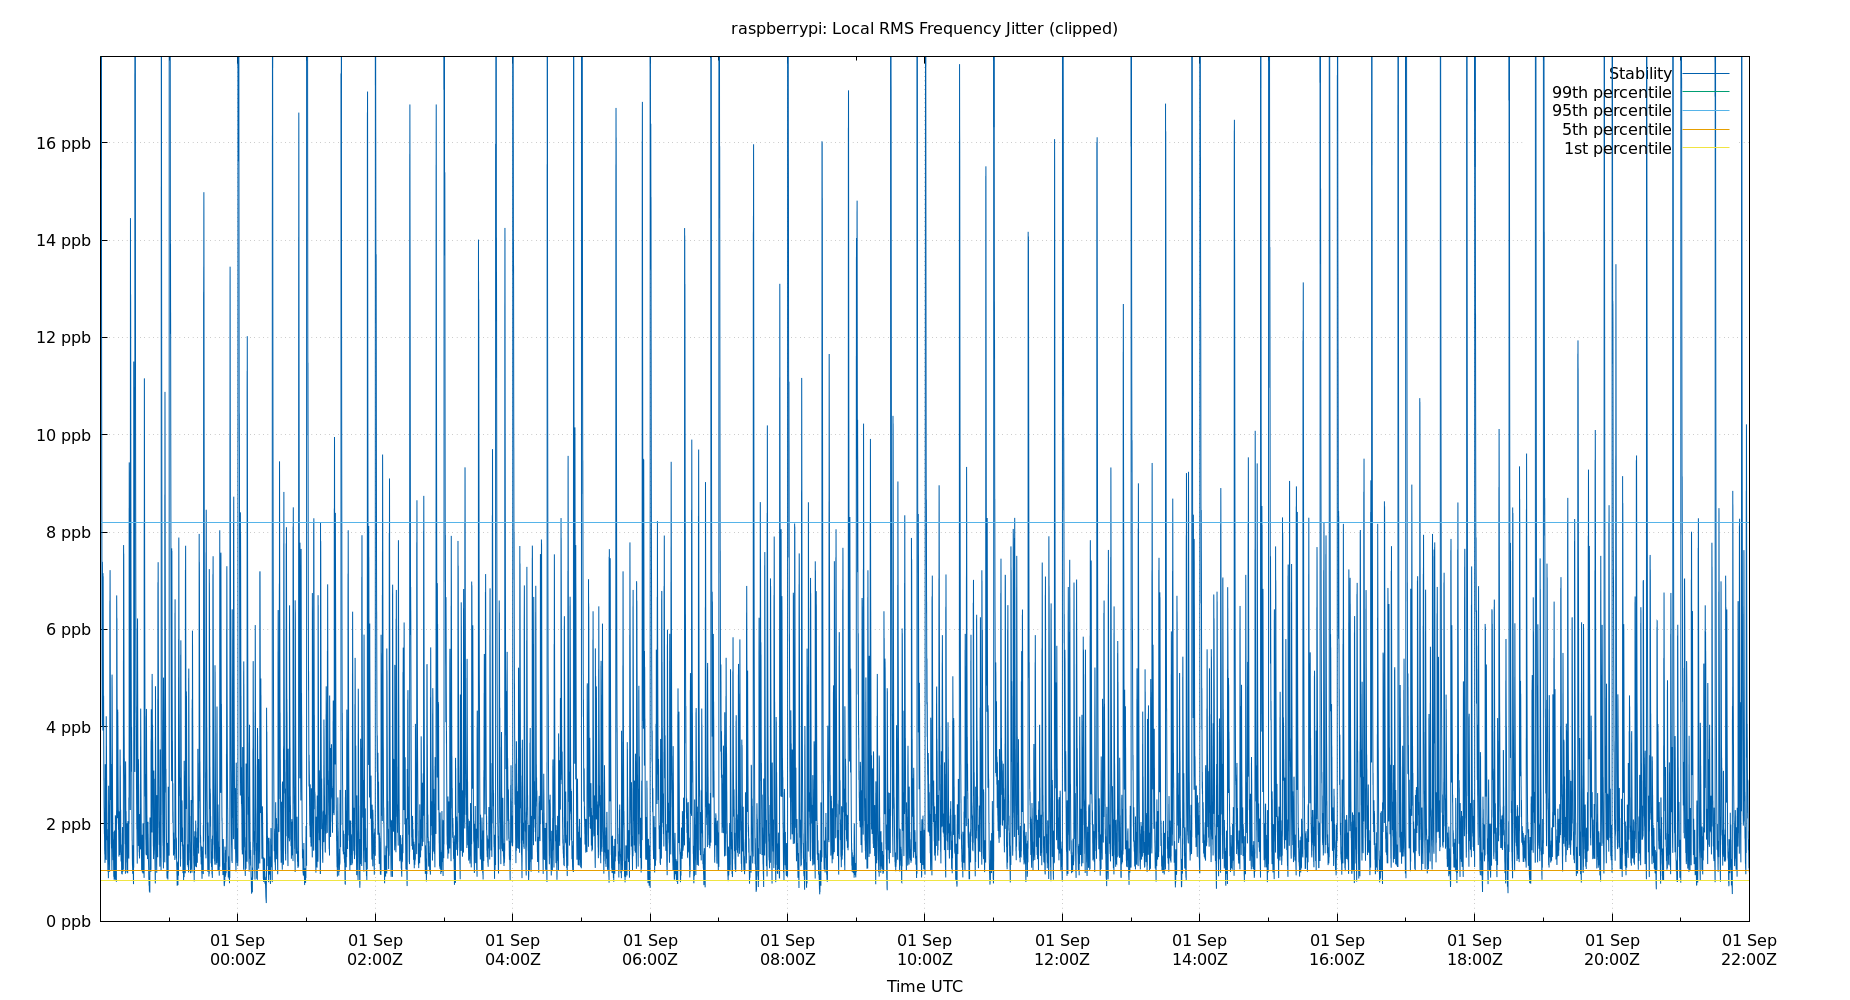 raspberrypi: Local RMS Frequency Jitter (clipped)
Stability
99th percentile
95th percentile
5th percentile
1st percentile
16 ppb
14 ppb
12 ppb
10 ppb
8 ppb
6 ppb
4 ppb
2 ppb
0 ppb
01 Sep 01 Sep 01 Sep 01 Sep 01 Sep 01 Sep 01 Sep 01 Sep 01 Sep 01 Sep 01 Sep 01 Sep
00:00Z 02:00Z 04:00Z 06:00Z 08:00Z 10:00Z 12:00Z 14:00Z 16:00Z 18:00Z 20:00Z 22:00Z
Time UTC